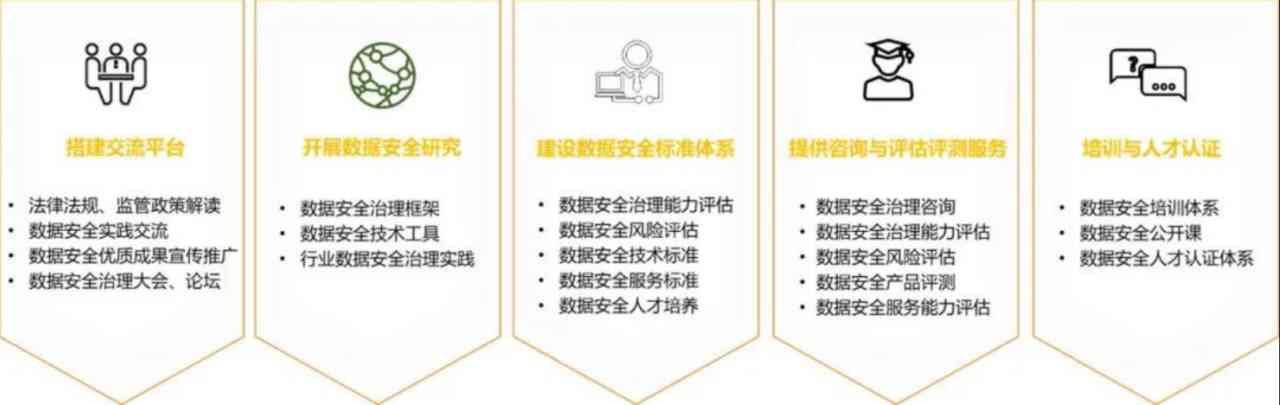 搭建交流平台
• 法律法规、监管政策解读
• 数据安全实践交流
• 数据安全优质成果宣传推广
• 数据安全治理大会、论坛
开展数据安全研究
• 数据安全治理框架
• 数据安全技术工具
• 行业数据安全治理实践
建设数据安全标准体系
• 数据安全治理能力评估
• 数据安全风险评估
• 数据安全技术标准
• 数据安全服务标准
• 数据安全人才培养
提供咨询与评估评测服务
• 数据安全治理咨询
• 数据安全治理能力评估
• 数据安全风险评估
• 数据安全产品评测
• 数据安全服务能力评估
?
培训与人才认证
• 数据安全培训体系
• 数据安全公开课
• 数据安全人才认证体系